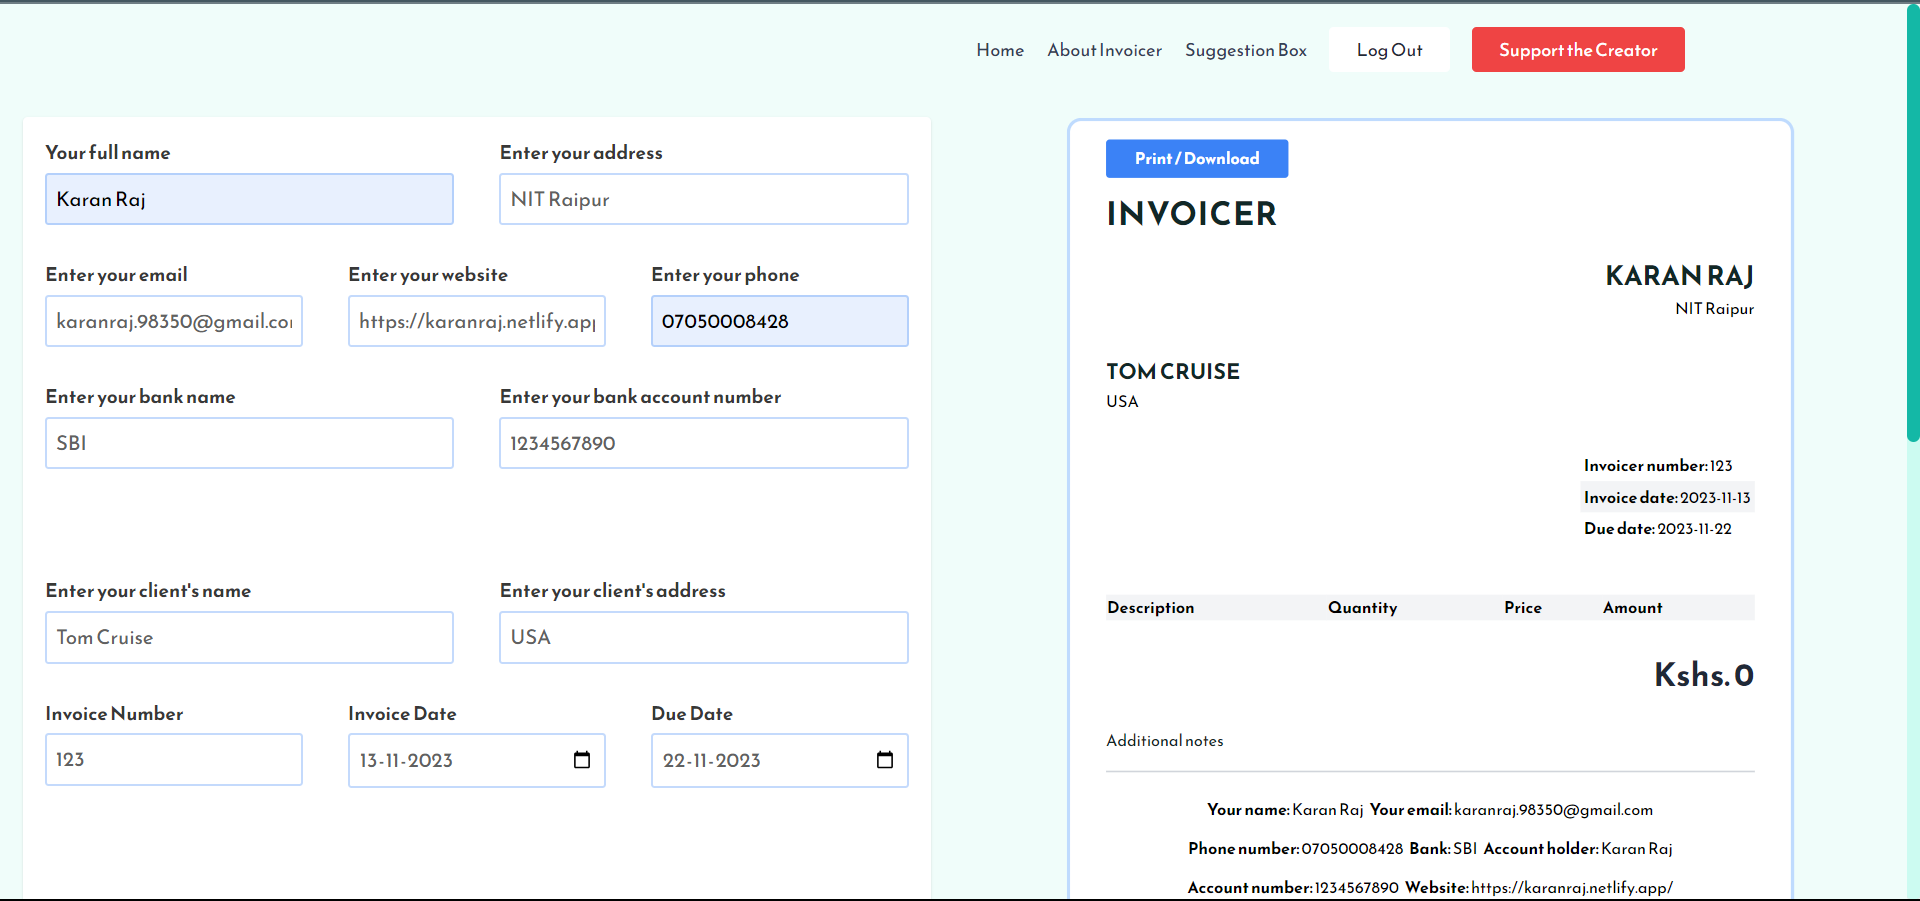 Home About Invoicer Suggestion Box Log Out Support the Creator
Your full name Enter your address
Karan Raj NIT Raipur
Enter your email Enter your website Enter your phone
karanraj.98350@gmail.co https://karanraj.netlify.app 07050008428
Enter your bank name Enter your bank account number
SBI 1234567890
Enter your client's name Enter your client's address
Tom Cruise USA
Invoice Number Invoice Date Due Date
123 13-11-2023 22-11-2023
Print / Download
INVOICER
KARAN RAJ
NIT Raipur
TOM CRUISE
USA
Invoicer number: 123
Invoice date: 2023-11-13
Due date: 2023-11-22
Description Quantity Price Amount
Kshs. 0
Additional notes
Your name: Karan Raj Your email: karanraj.98350@gmail.com
Phone number: 07050008428 Bank: SBI Account holder: Karan Raj
Account number: 1234567890 Website: https://karanraj.netlify.app/